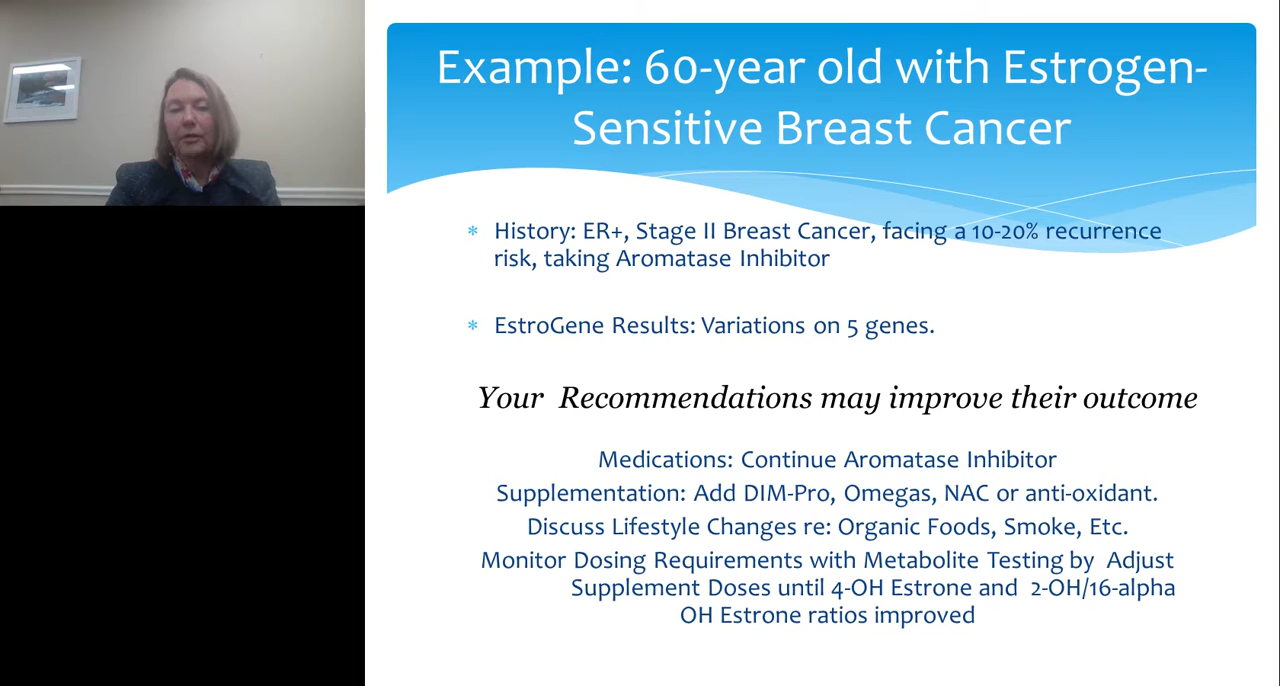 Example: 60-year old with Estrogen-
Sensitive Breast Cancer
* History: ER+, Stage II Breast Cancer, facing a 10-20% recurrence
risk, taking Aromatase Inhibitor
* EstroGene Results: Variations on 5 genes.
Your Recommendations may improve their outcome
Medications: Continue Aromatase Inhibitor
Supplementation: Add DIM-Pro, Omegas, NAC or anti-oxidant.
Discuss Lifestyle Changes re: Organic Foods, Smoke, Etc.
Monitor Dosing Requirements with Metabolite Testing by Adjust
Supplement Doses until 4-OH Estrone and 2-OH/16-alpha
OH Estrone ratios improved